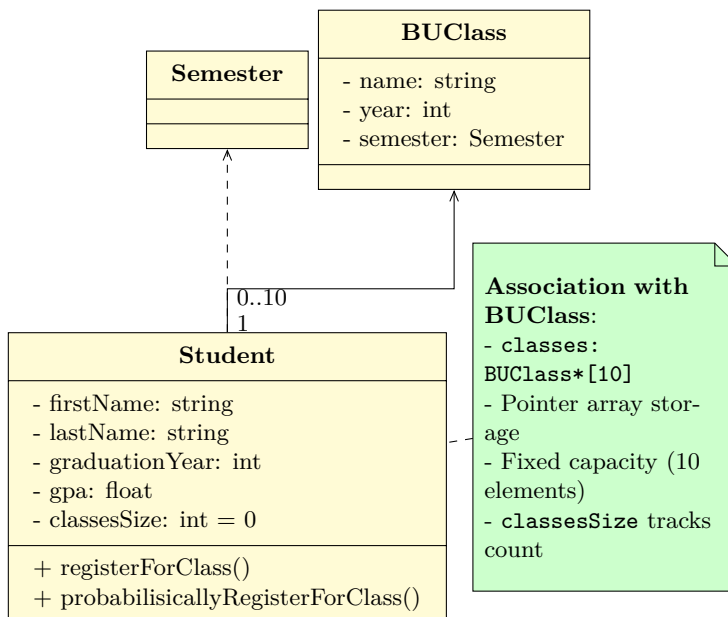 BUClass
- name: string
- year: int
- semester: Semester
Semester
0..10
1
Student
- firstName: string
- lastName: string
- graduationYear: int
- gpa: float
- classesSize: int = 0
+ registerForClass()
+ probabilisicallyRegisterForClass()
Association with
BUClass:
- classes:
BUClass*[10]
- Pointer array stor-
age
- Fixed capacity (10
elements)
- classesSize tracks
count